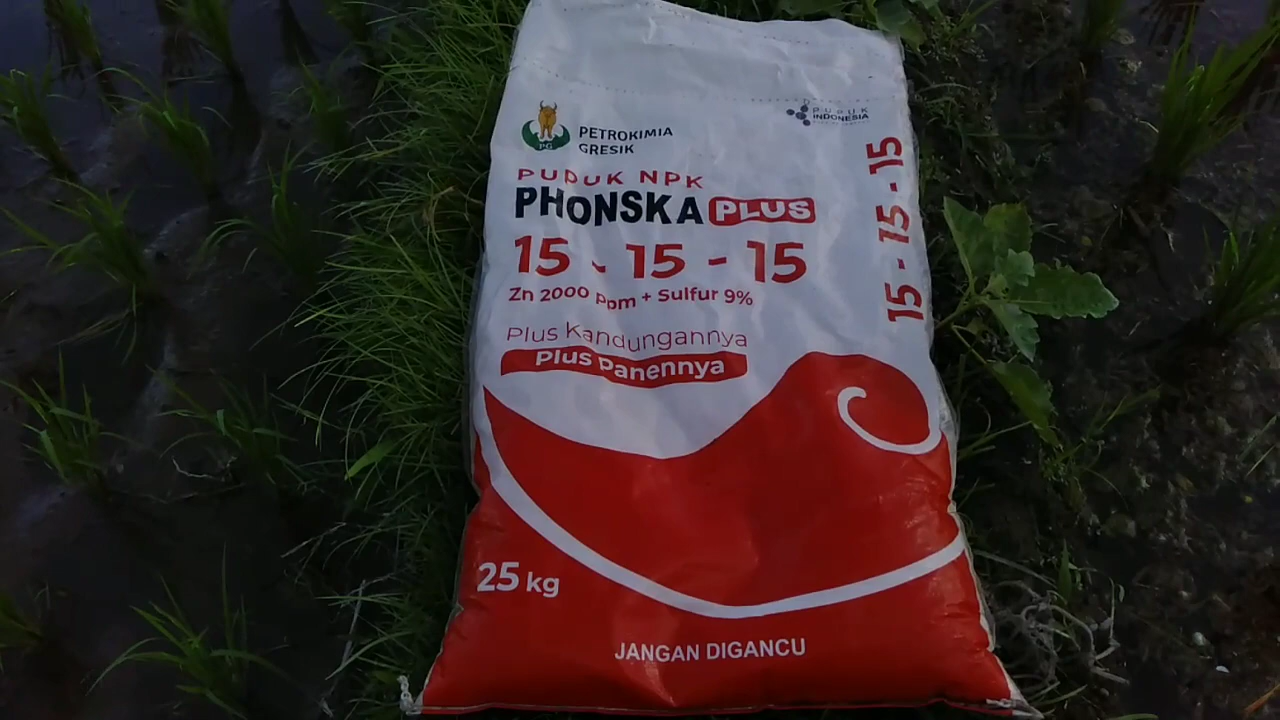 PETROKIMIA
GRESIK
PG
PUPUK
INDONESIA
PUPUK NPK
PHONSKA PLUS
15 - 15 - 15
Zn 2000 ppm + Sulfur 9%
Plus Kandungannya
Plus Panennya
15 - 15 - 15
25 kg
JANGAN DIGANCU